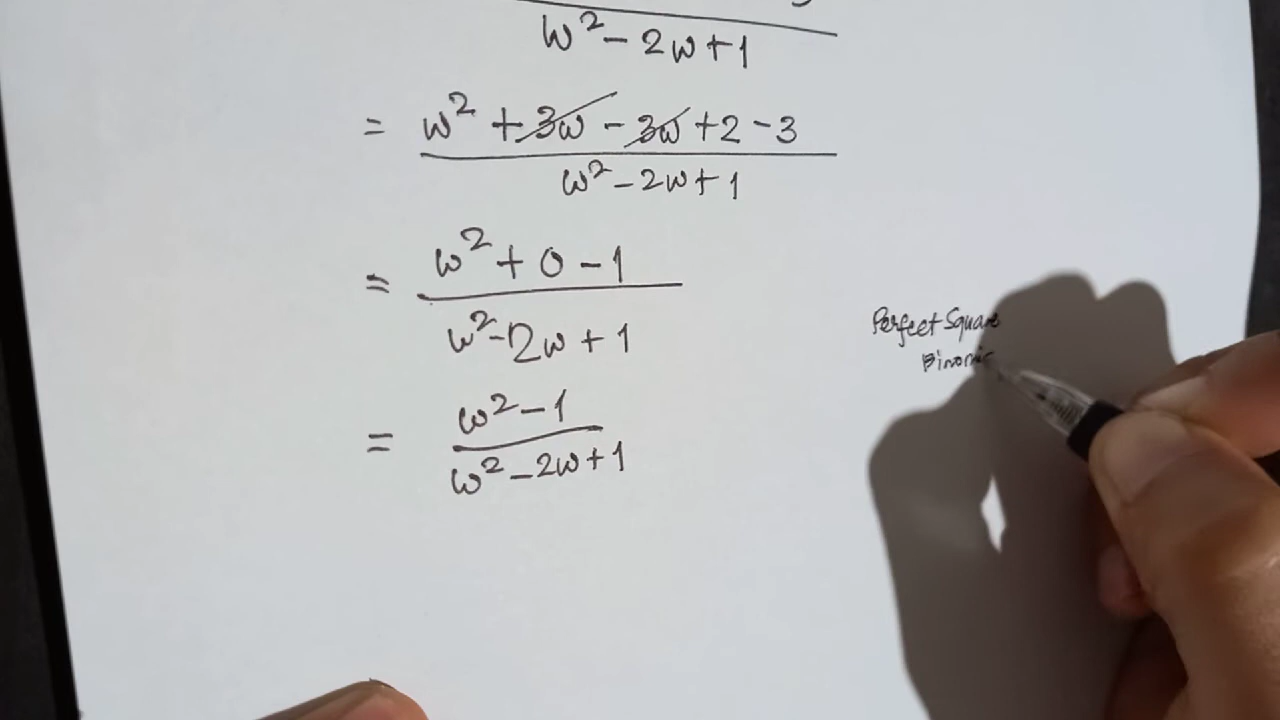 w² - 2w + 1
= w² + 3w - 3w + 2 - 3
w² - 2w + 1
= w² + 0 - 1
w² - 2w + 1
= w² - 1
w² - 2w + 1
Perfect Square
Binomi